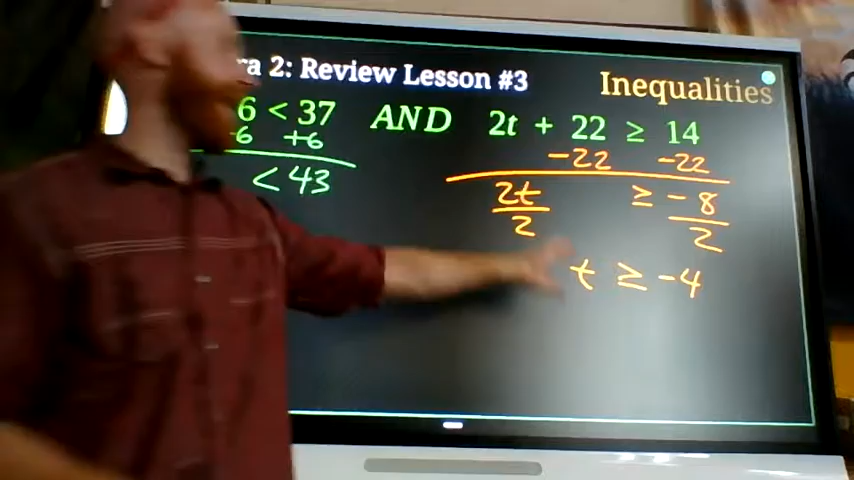 ra 2: Review Lesson #3
Inequalities
6 < 37 AND 2t + 22 ≥ 14
6 +6 -22 -22
< 43 2t ≥ -8
2 2
t ≥ -4